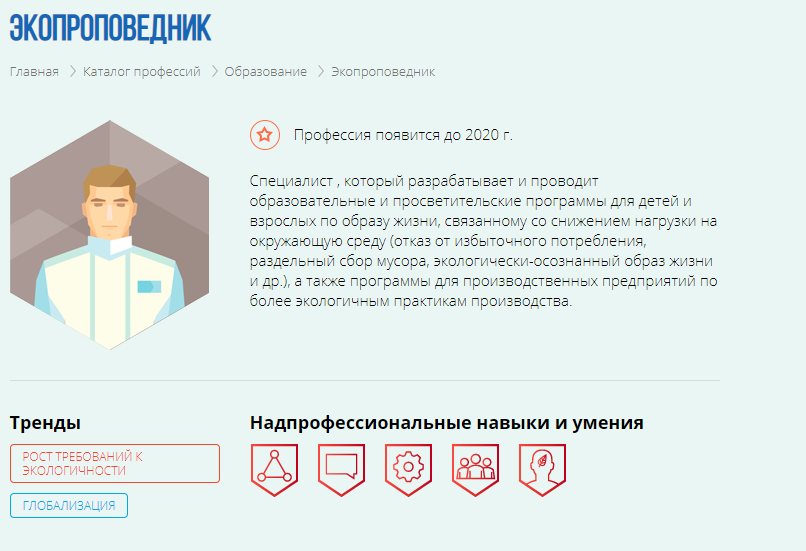 ЭКОПРОПОВЕДНИК
Главная > Каталог профессий > Образование > Экопроповедник
Профессия появится до 2020 г.
Специалист , который разрабатывает и проводит
образовательные и просветительские программы для детей и
взрослых по образу жизни, связанному со снижением нагрузки на
окружающую среду (отказ от избыточного потребления,
раздельный сбор мусора, экологически-осознанный образ жизни
и др.), а также программы для производственных предприятий по
более экологичным практикам производства.
Тренды
РОСТ ТРЕБОВАНИЙ К
ЭКОЛОГИЧНОСТИ
ГЛОБАЛИЗАЦИЯ
Надпрофессиональные навыки и умения